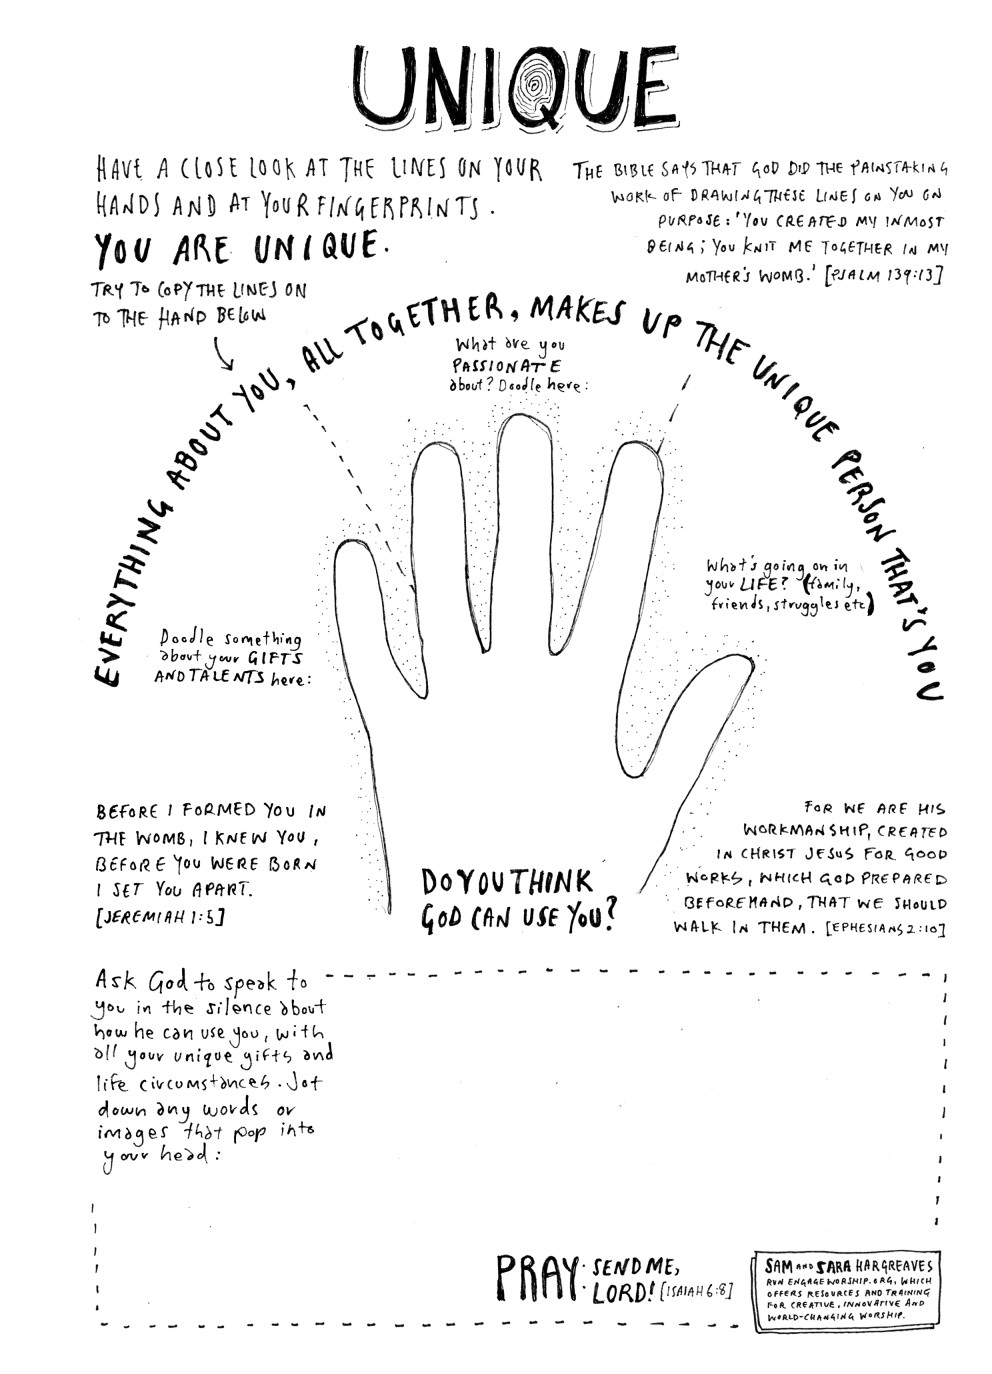 UNIQUE
HAVE A CLOSE LOOK AT THE LINES ON YOUR
HANDS AND AT YOUR FINGERPRINTS.
YOU ARE UNIQUE.
TRY TO COPY THE LINES ON
TO THE HAND BELOW
THE BIBLE SAYS THAT GOD DID THE PAINSTAKING
WORK OF DRAWING THESE LINES ON YOU ON
PURPOSE: 'YOU CREATED MY INMOST
BEING; YOU KNIT ME TOGETHER IN MY
MOTHER'S WOMB.' [PSALM 139:13]
EVERYTHING ABOUT YOU, ALL TOGETHER, MAKES UP THE UNIQUE PERSON THAT'S YOU
What are you
PASSIONATE
about? Doodle here:
What's going on in
your LIFE? (family,
friends, struggles etc)
Doodle something
about your GIFTS
AND TALENTS here:
BEFORE I FORMED YOU IN
THE WOMB, I KNEW YOU,
BEFORE YOU WERE BORN
I SET YOU APART.
[JEREMIAH 1:5]
DO YOU THINK
GOD CAN USE YOU?
FOR WE ARE HIS
WORKMANSHIP, CREATED
IN CHRIST JESUS FOR GOOD
WORKS, WHICH GOD PREPARED
BEFOREHAND, THAT WE SHOULD
WALK IN THEM. [EPHESIANS 2:10]
Ask God to speak to
you in the silence about
how he can use you, with
all your unique gifts and
life circumstances. Jot
down any words or
images that pop into
your head:
PRAY: SEND ME,
LORD! [ISAIAH 6:8]
SAM AND SARA HARGREAVES
RUN ENGAGEWORSHIP.ORG, WHICH
OFFERS RESOURCES AND TRAINING
FOR CREATIVE, INNOVATIVE AND
WORLD-CHANGING WORSHIP.